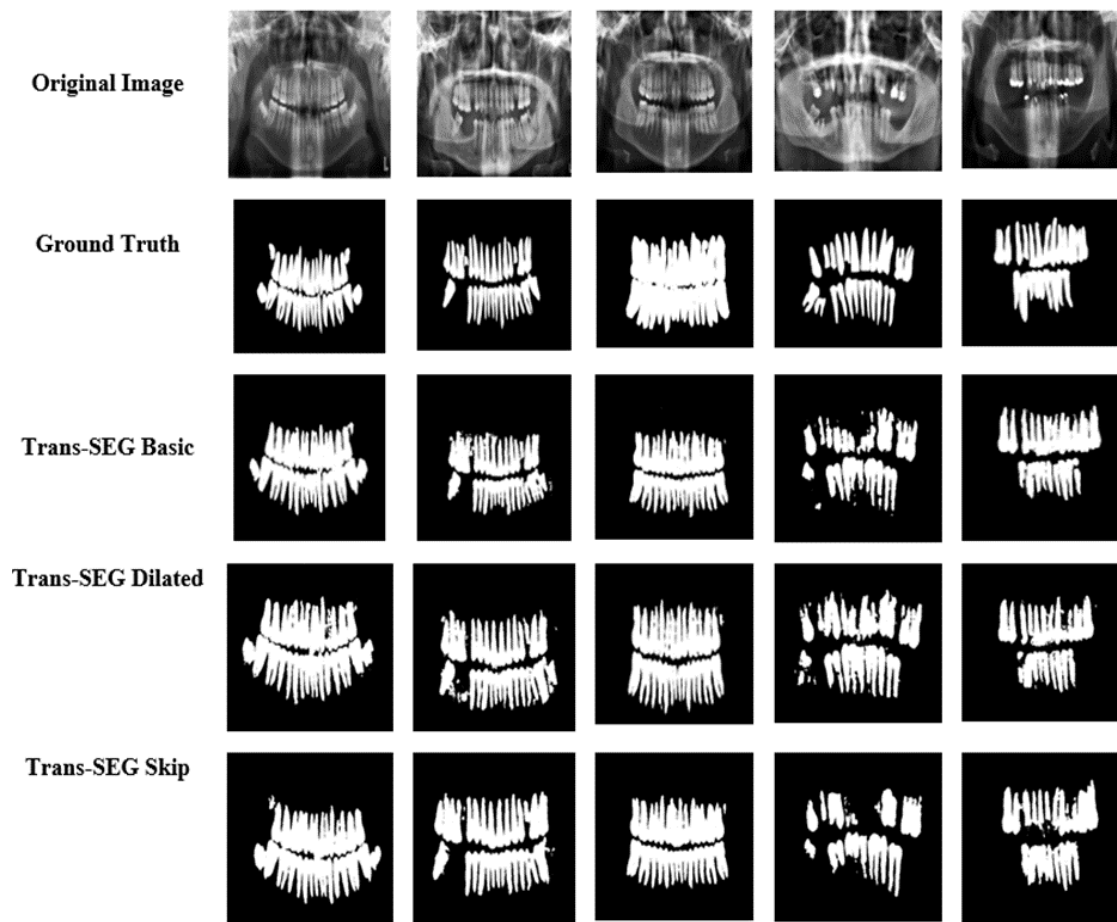 Original Image
Ground Truth
Trans-SEG Basic
Trans-SEG Dilated
Trans-SEG Skip